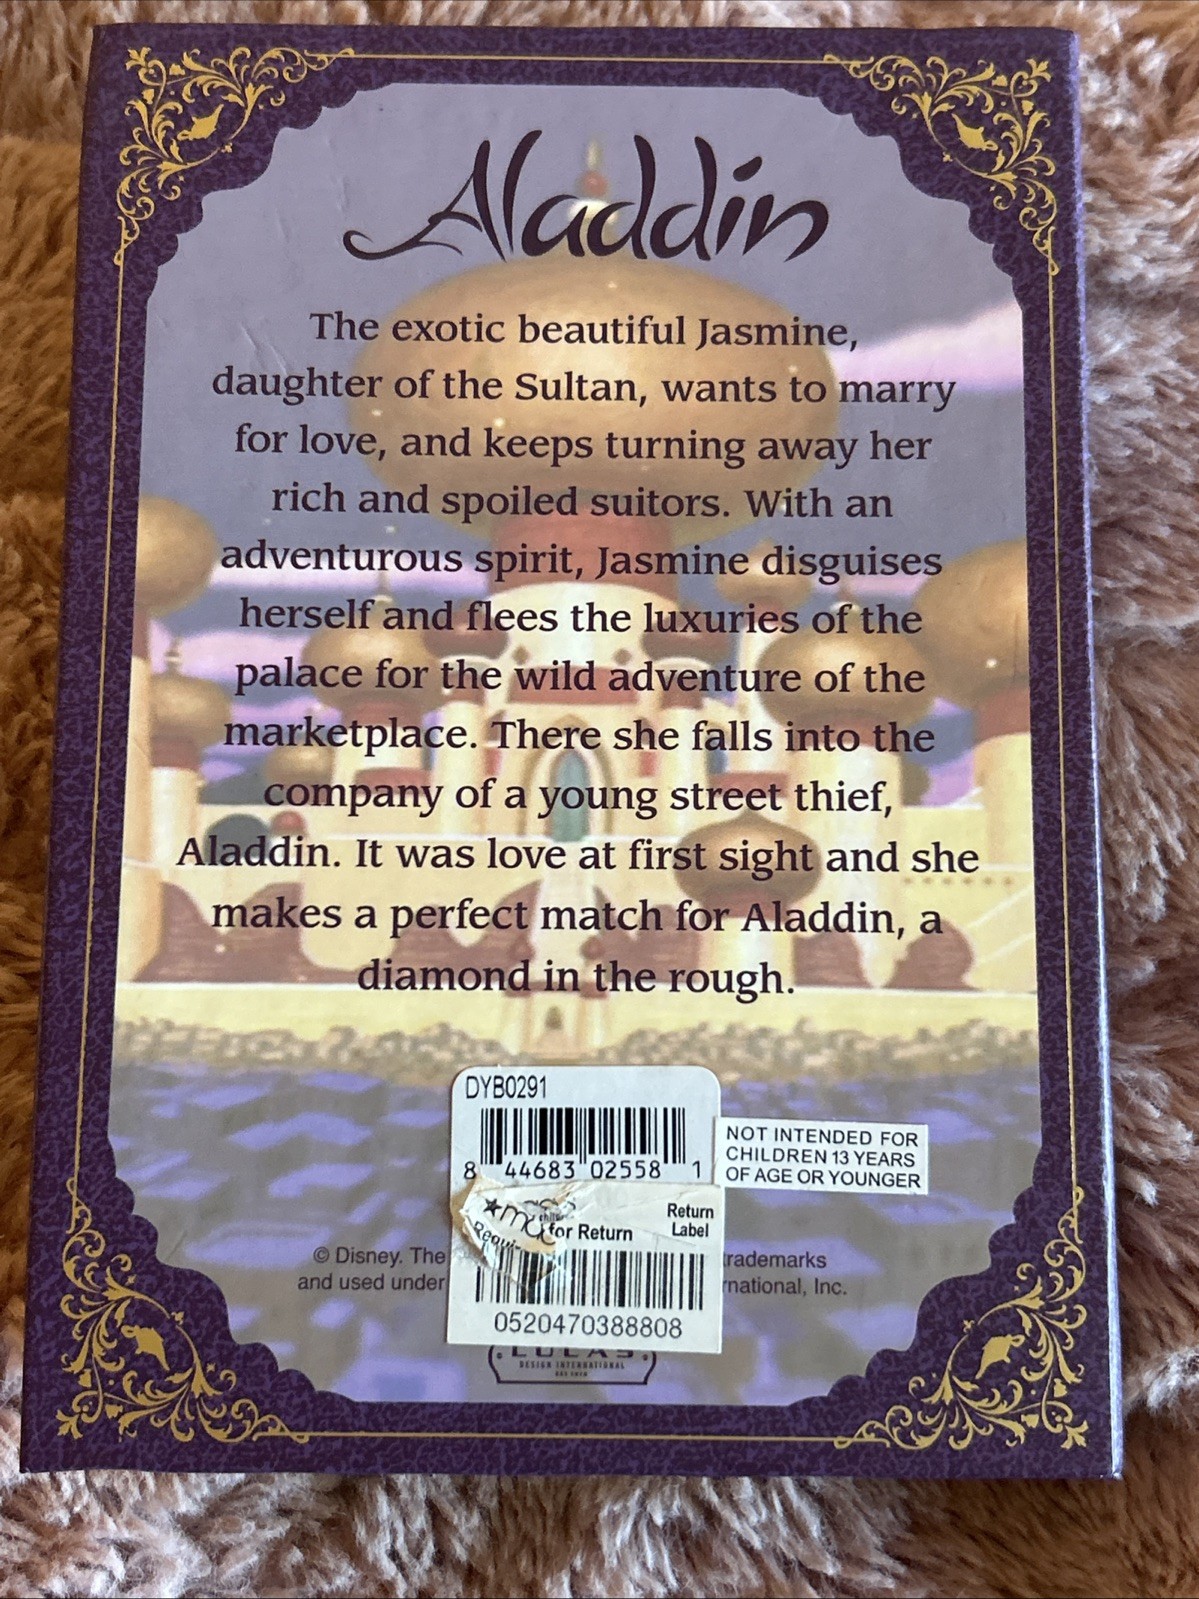 Aladdin
The exotic beautiful Jasmine,
daughter of the Sultan, wants to marry
for love, and keeps turning away her
rich and spoiled suitors. With an
adventurous spirit, Jasmine disguises
herself and flees the luxuries of the
palace for the wild adventure of the
marketplace. There she falls into the
company of a young street thief,
Aladdin. It was love at first sight and she
makes a perfect match for Aladdin, a
diamond in the rough.
DYB0291
8 44683 02558 1
NOT INTENDED FOR
CHILDREN 13 YEARS
OF AGE OR YOUNGER
Return
Label
for Return
© Disney. The
and used under
Inc.
0520470388808
LUCAS
DESIGN INTERNATIONAL